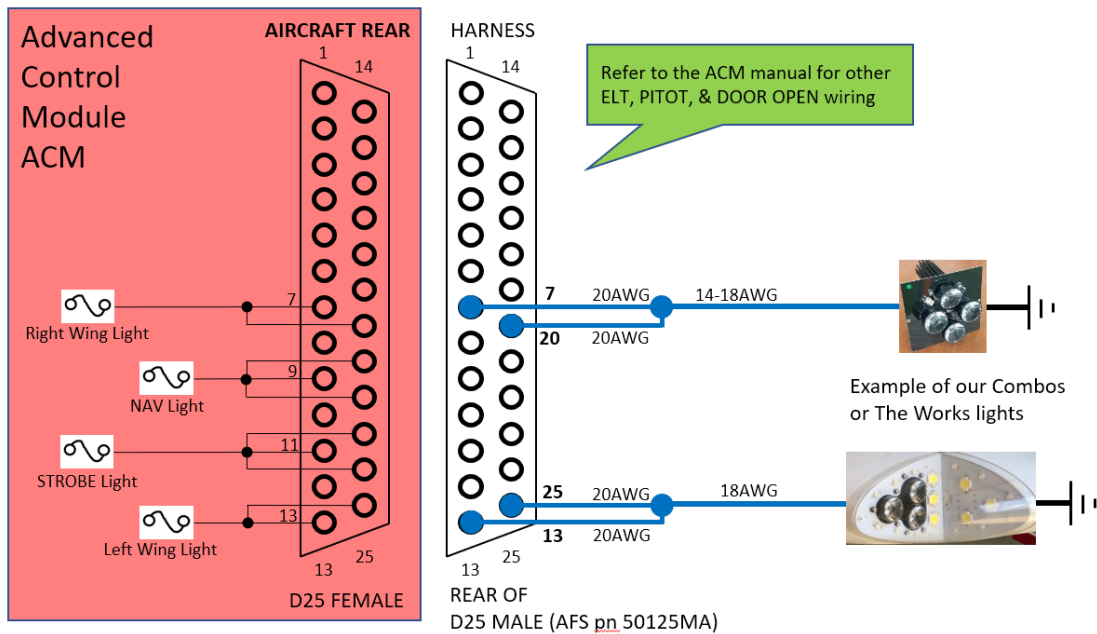 Advanced
Control
Module
ACM
AIRCRAFT REAR
1
14
7
9
11
13
13
25
Right Wing Light
NAV Light
STROBE Light
Left Wing Light
D25 FEMALE
HARNESS
1
14
Refer to the ACM manual for other
ELT, PITOT, & DOOR OPEN wiring
7
20AWG
14-18AWG
20
20AWG
Example of our Combos
or The Works lights
25
20AWG
18AWG
13
20AWG
13
25
REAR OF
D25 MALE (AFS pn 50125MA)